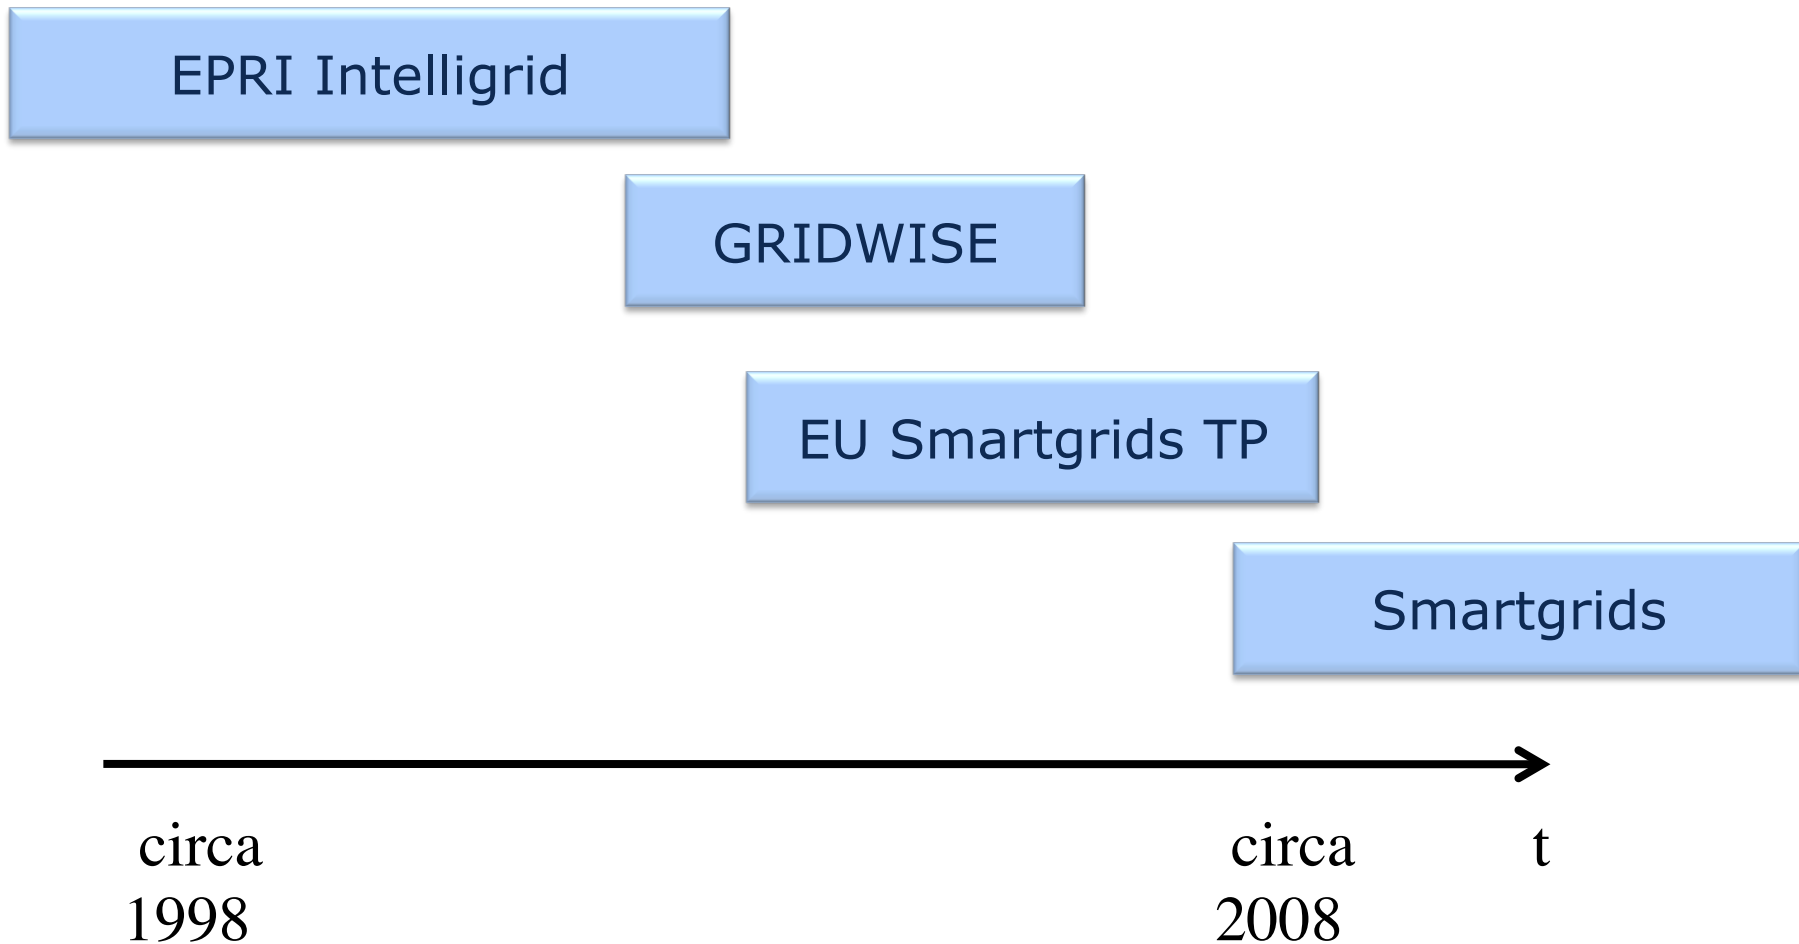 EPRI Intelligrid
GRIDWISE
EU Smartgrids TP
Smartgrids
circa
1998
circa
2008
t